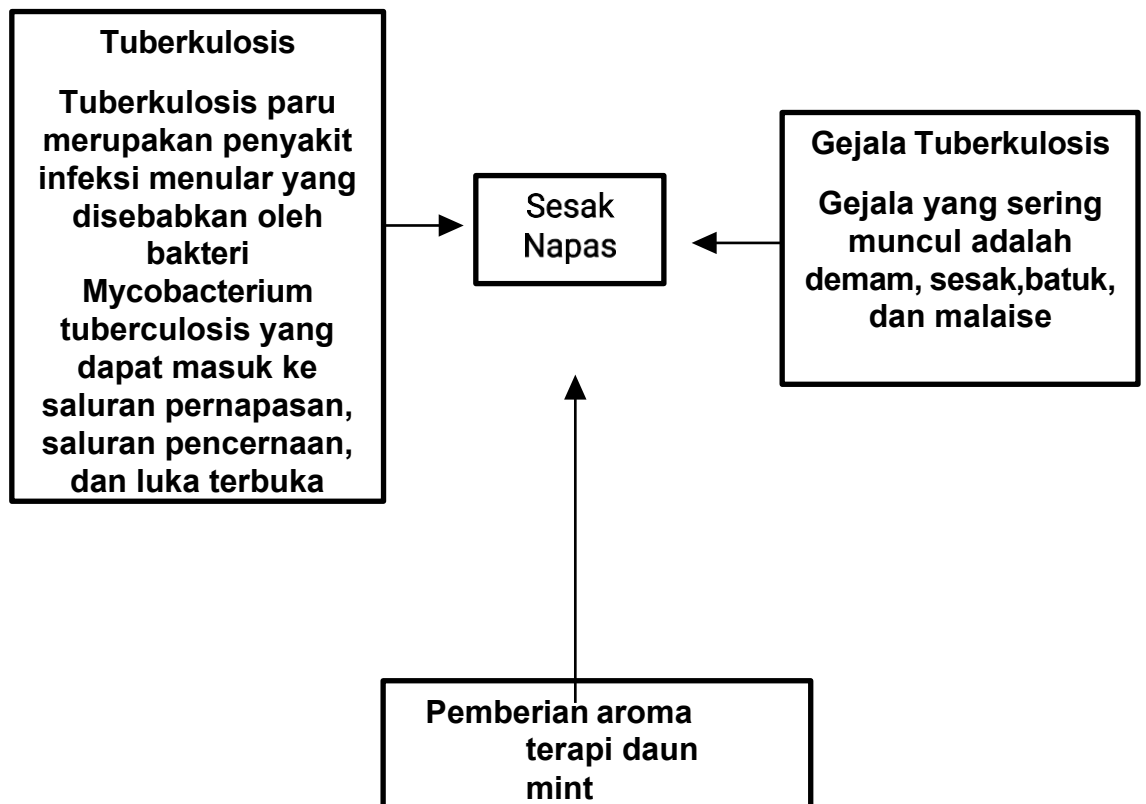 Tuberkulosis
Tuberkulosis paru
merupakan penyakit
infeksi menular yang
disebabkan oleh
bakteri
Mycobacterium
tuberculosis yang
dapat masuk ke
saluran pernapasan,
saluran pencernaan,
dan luka terbuka
Sesak
Napas
Gejala Tuberkulosis
Gejala yang sering
muncul adalah
demam, sesak,batuk,
dan malaise
Pemberian aroma
terapi daun
mint